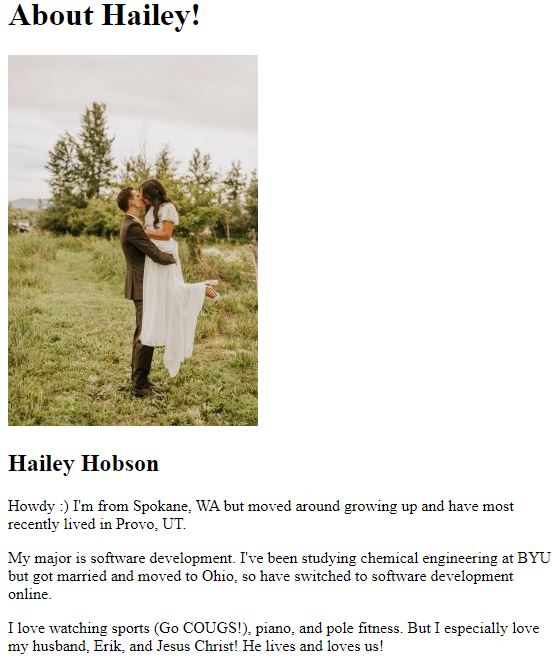 About Hailey!
Hailey Hobson
Howdy :) I'm from Spokane, WA but moved around growing up and have most
recently lived in Provo, UT.
My major is software development. I've been studying chemical engineering at BYU
but got married and moved to Ohio, so have switched to software development
online.
I love watching sports (Go COUGS!), piano, and pole fitness. But I especially love
my husband, Erik, and Jesus Christ! He lives and loves us!